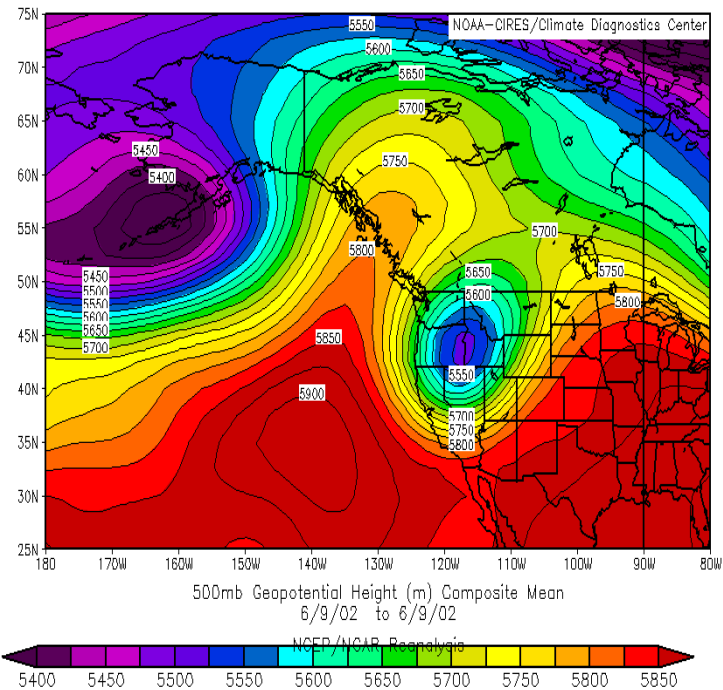 NOAA-CIRES/Climate Diagnostics Center
75N
70N
65N
60N
55N
50N
45N
40N
35N
30N
25N
5550
5600
5650
5700
5450
5400
5750
5700
5800
5650
5750
5450
5500
5600
5800
5550
5600
5650
5850
5700
5550
5900
5700
5750
5800
180
170W
160W
150W
140W
130W
120W
110W
100W
90W
80W
500mb Geopotential Height (m) Composite Mean
6/9/02 to 6/9/02
NCEP/NCAR Reanalysis
5400 5450 5500 5550 5600 5650 5700 5750 5800 5850